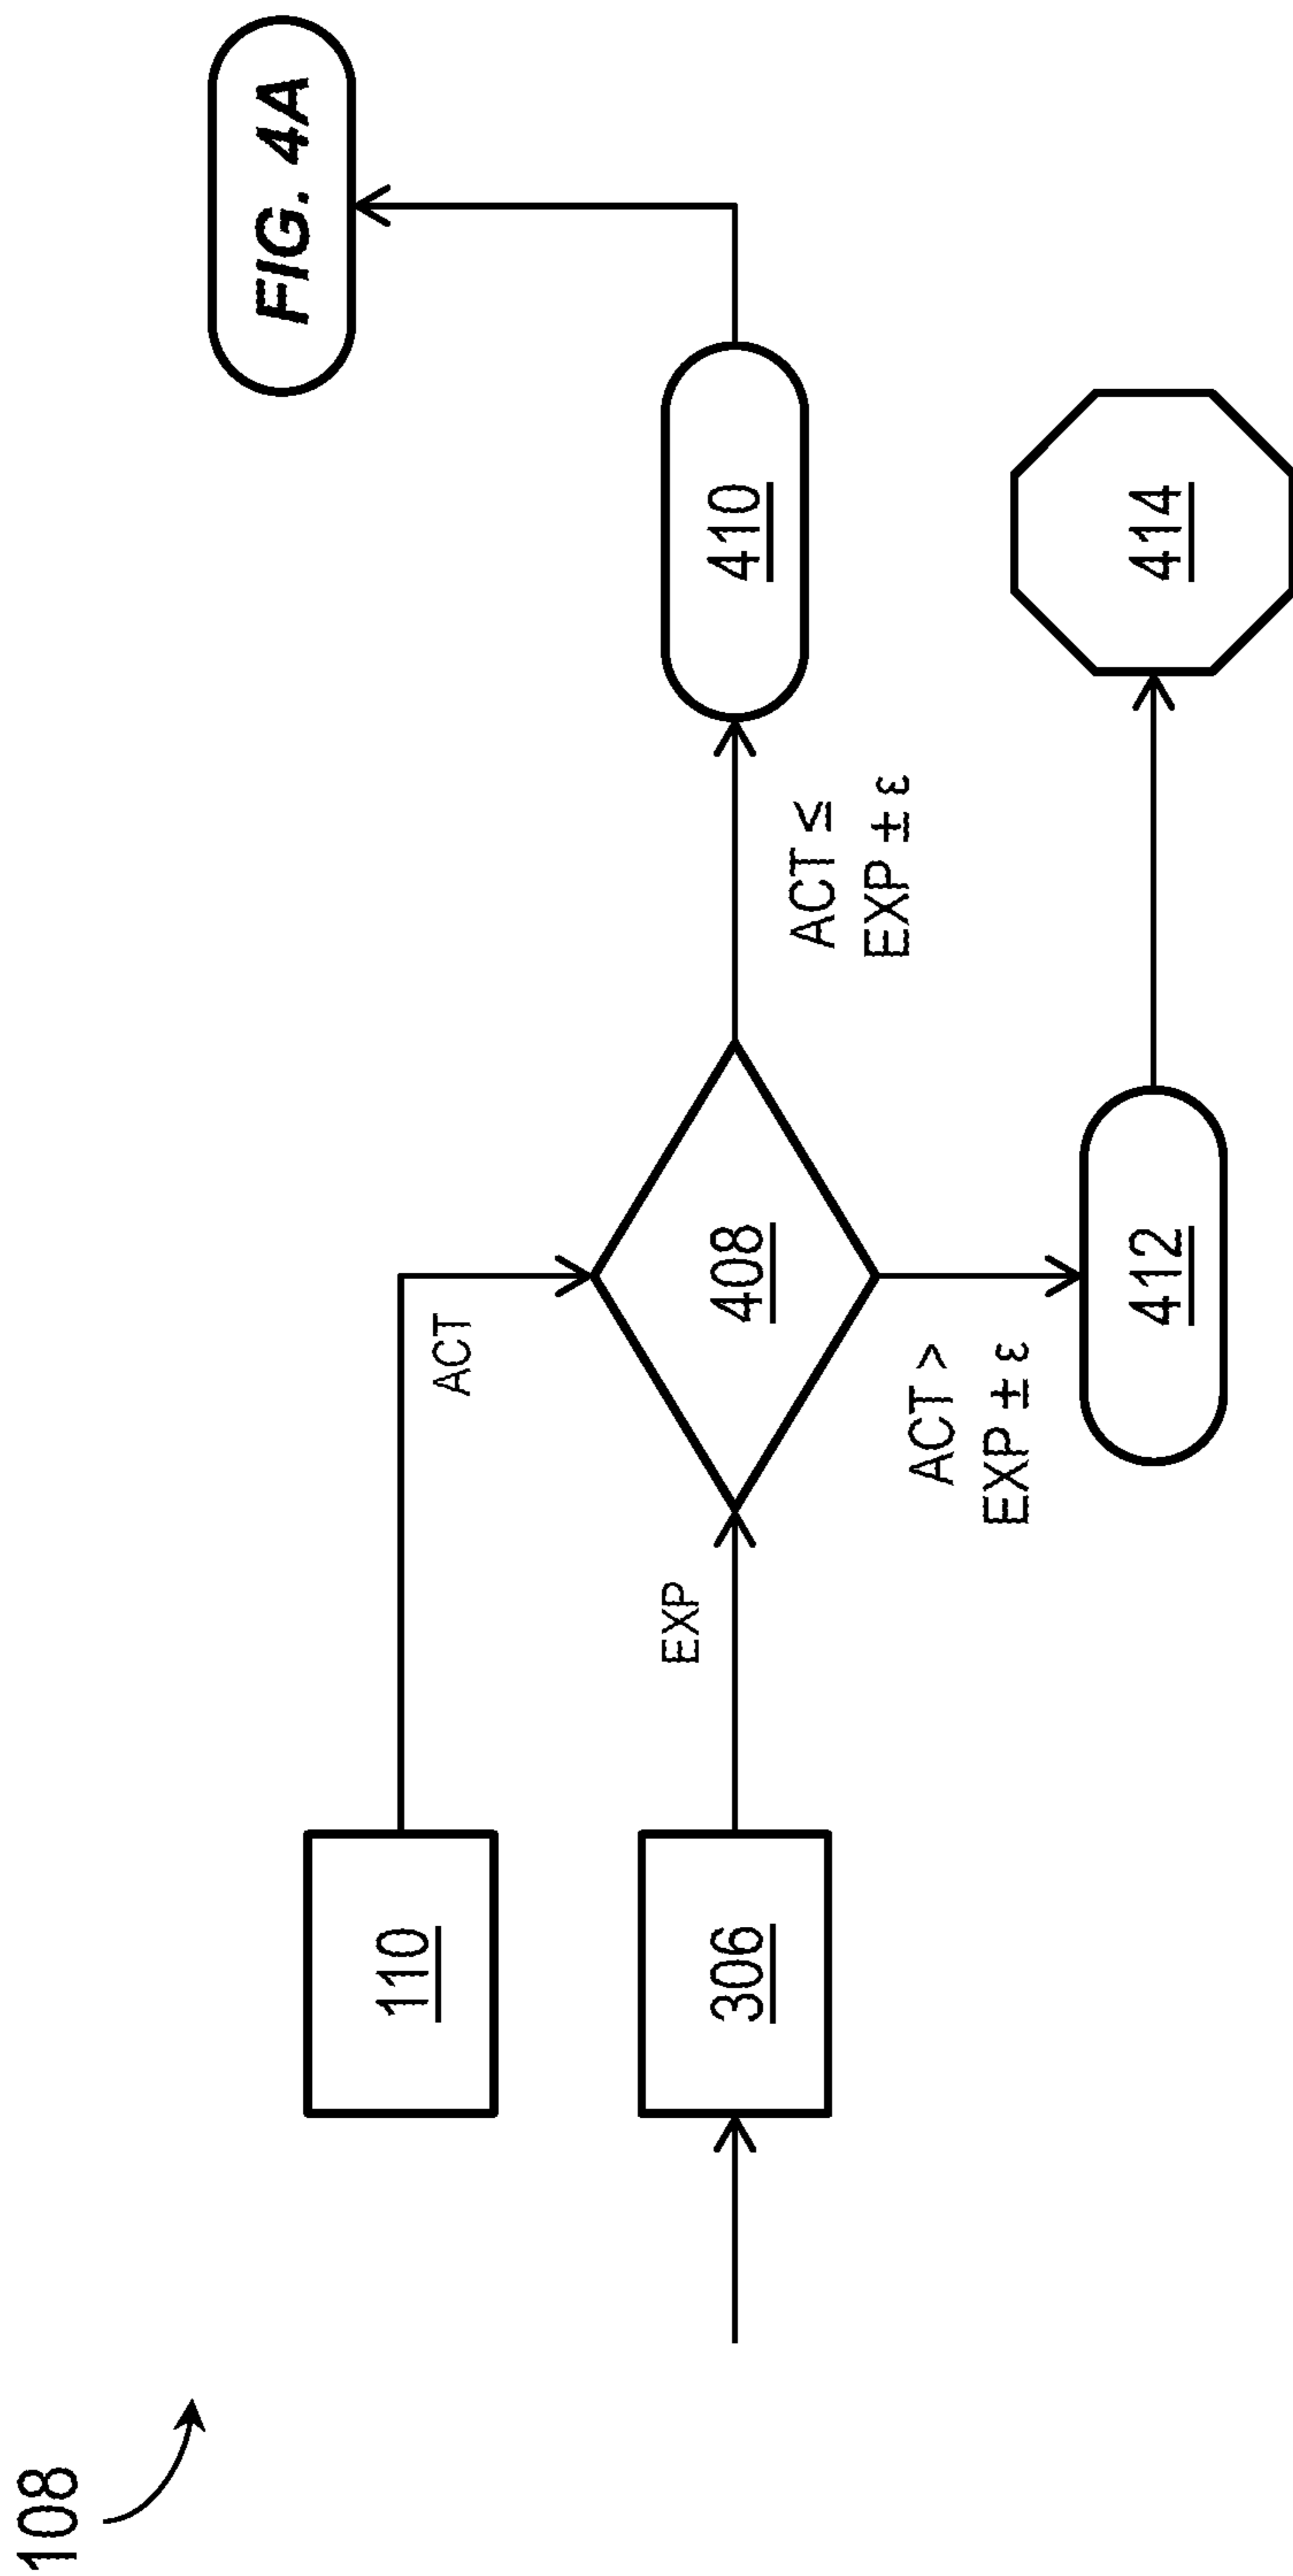 108
110
ACT
FIG. 4A
306
EXP
408
ACT ≤
EXP ± ε
410
ACT >
EXP ± ε
412
414